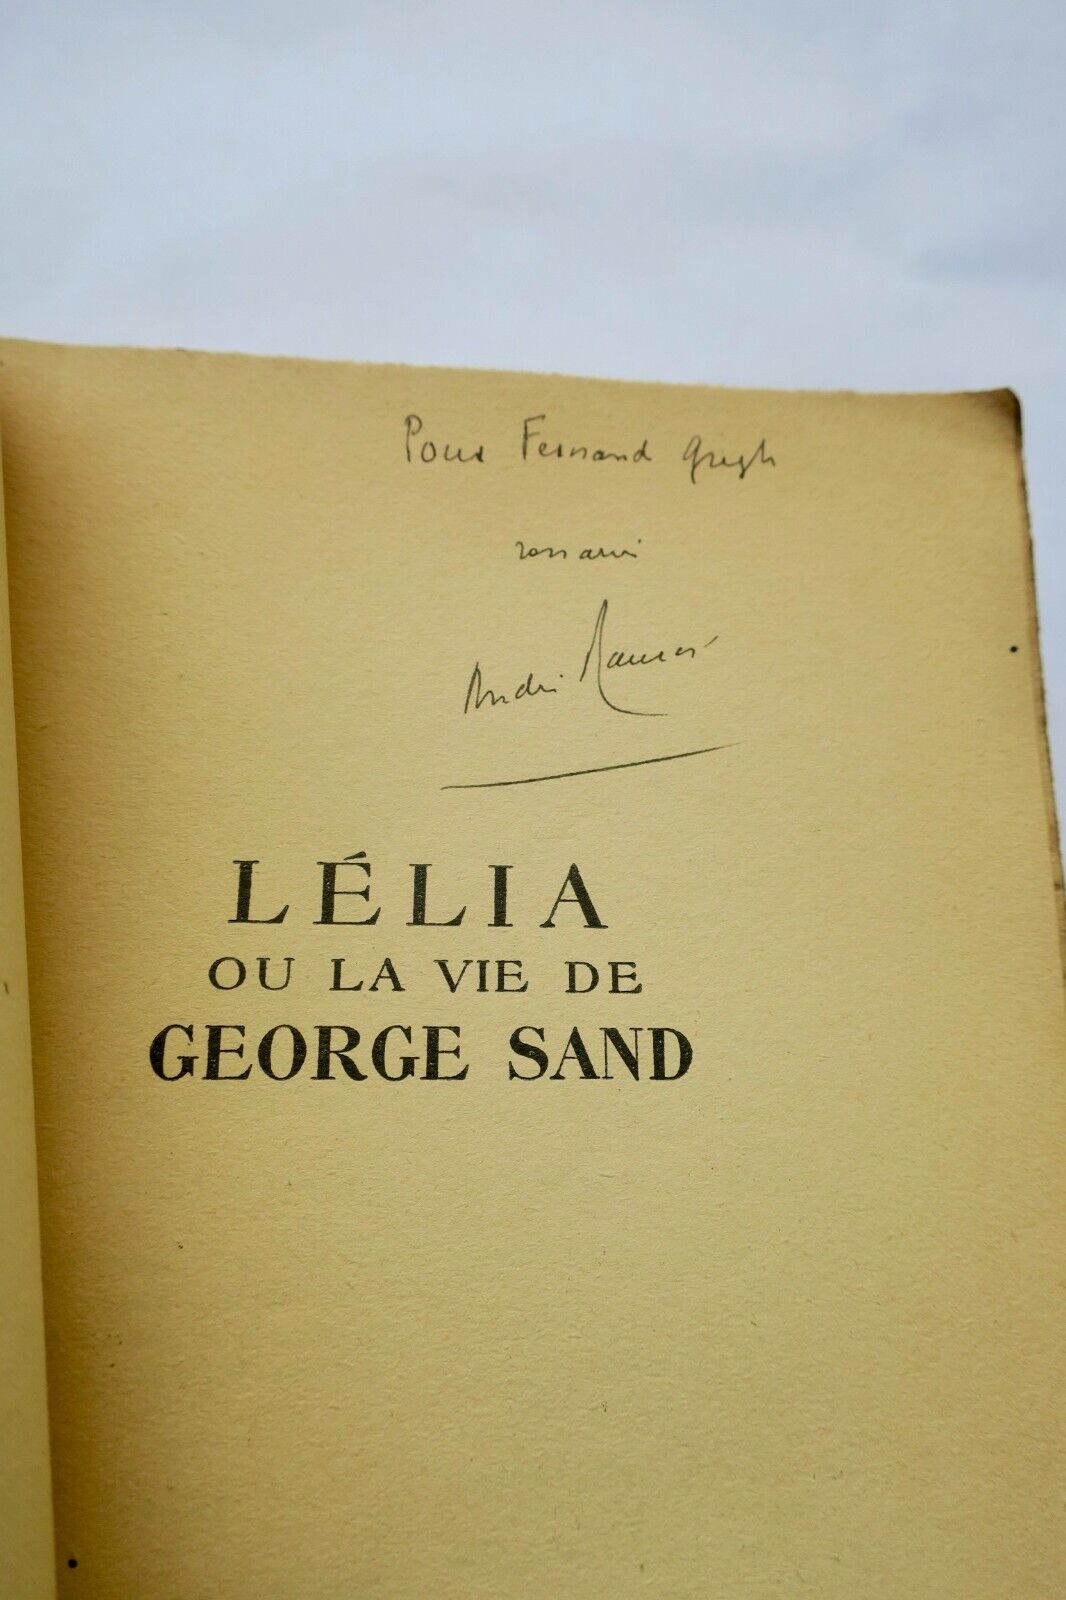 Pour Fernand Gregh
son ami
André Maurois
LÉLIA
OU LA VIE DE
GEORGE SAND